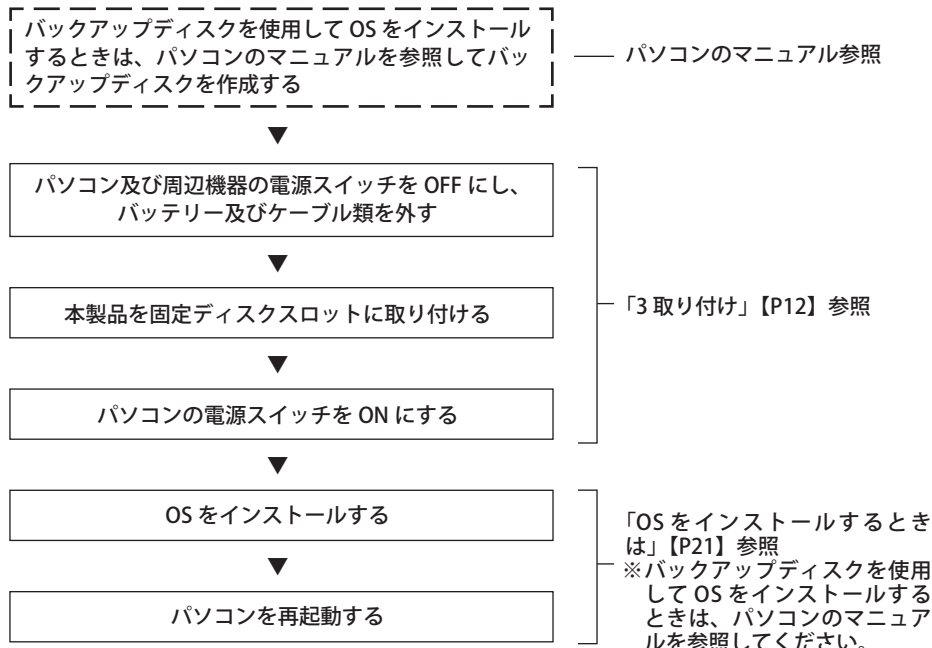 バックアップディスクを使用して OS をインストール
するときは、パソコンのマニュアルを参照してバッ
クアップディスクを作成する
パソコンのマニュアル参照
▼
パソコン及び周辺機器の電源スイッチを OFF にし、
バッテリー及びケーブル類を外す
▼
本製品を固定ディスクスロットに取り付ける
「3 取り付け」【P12】参照
▼
パソコンの電源スイッチを ON にする
▼
OS をインストールする
▼
パソコンを再起動する
「OS をインストールするとき
は」【P21】参照
※バックアップディスクを使用
して OS をインストールする
ときは、パソコンのマニュア
ルを参照してください。